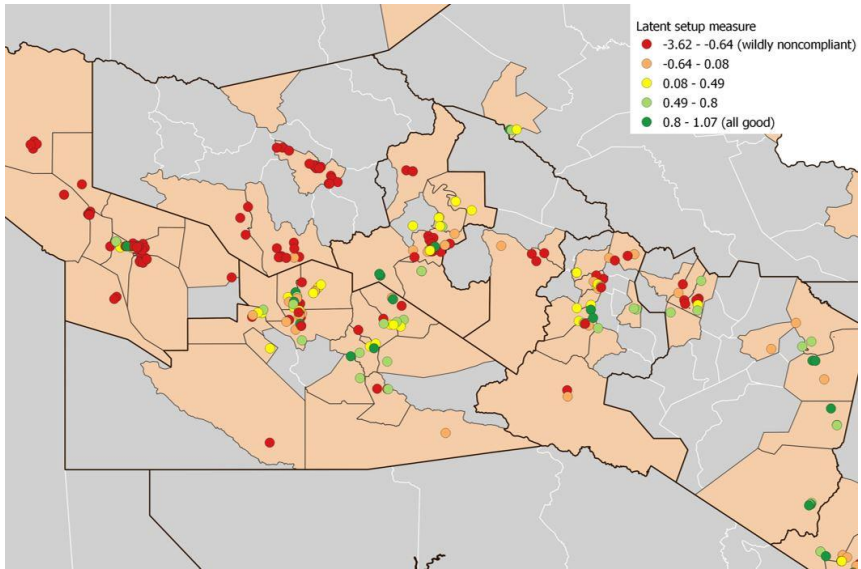 Latent setup measure
-3.62 - -0.64 (wildly noncompliant)
-0.64 - 0.08
0.08 - 0.49
0.49 - 0.8
0.8 - 1.07 (all good)